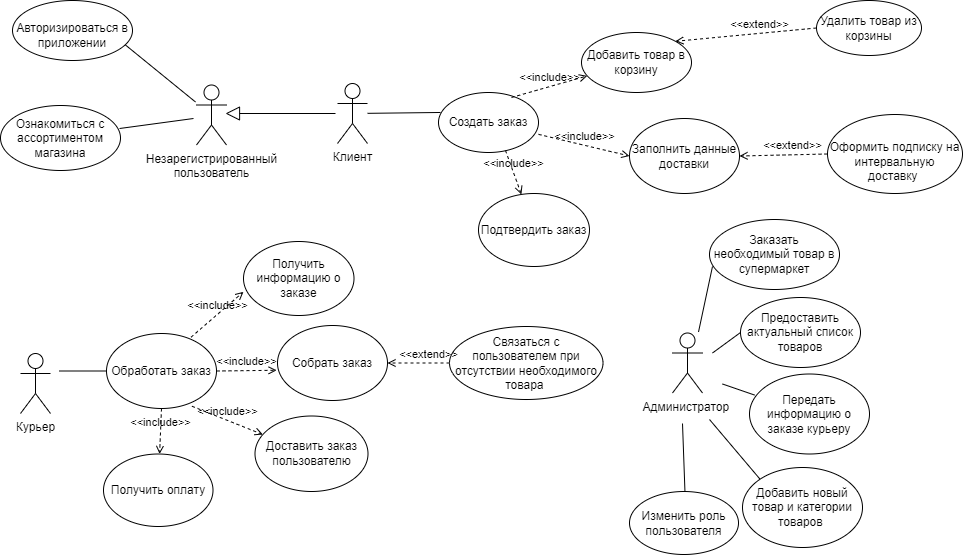 Авторизироваться в
приложении
Ознакомиться с
ассортиментом
магазина
Незарегистрированный
пользователь
Клиент
Создать заказ
<<include>>
Добавить товар в
корзину
<<extend>>
Удалить товар из
корзины
<<include>>
Заполнить данные
доставки
<<extend>>
Оформить подписку на
интервальную
доставку
<<include>>
Подтвердить заказ
Получить
информацию о
заказе
<<include>>
Курьер
Обработать заказ
<<include>>
Собрать заказ
<<extend>>
Связаться с
пользователем при
отсутствии необходимого
товара
<<include>>
Доставить заказ
пользователю
<<include>>
Получить оплату
Администратор
Заказать
необходимый товар в
супермаркет
Предоставить
актуальный список
товаров
Передать
информацию о
заказе курьеру
Добавить новый
товар и категории
товаров
Изменить роль
пользователя